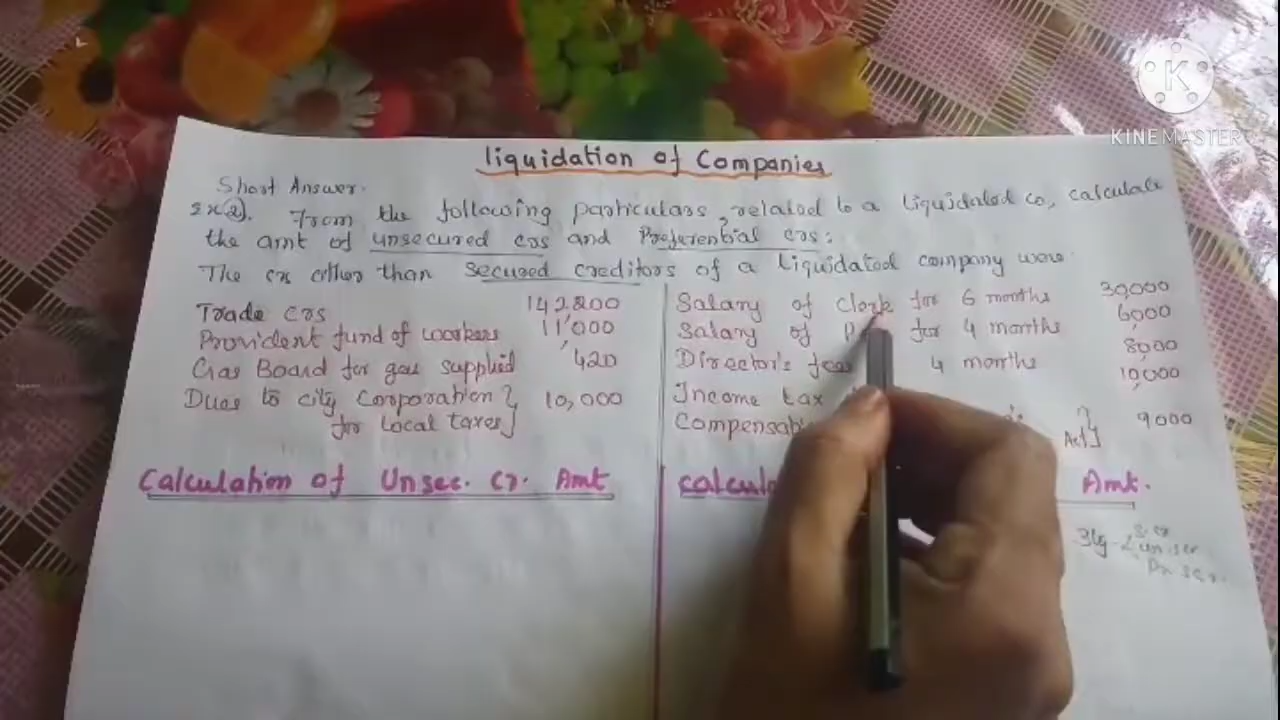 KINEMASTER
Liquidation of Companies
Short Answer.
Ex ②. From the following particulars, related to a liquidated co, calculate
the amt of unsecured crs and Preferential crs:
The cr other than secured creditors of a liquidated company were
Trade crs 142,200
Provident fund of workers 11,000
Gas Board for gas supplied 420
Dues to city Corporation } 10,000
for Local taxes
Salary of Clerk for 6 months 30,000
Salary of for 4 months 6000
Director's fees 4 months 8000
Income tax 10,000
9000
Act
Calculation of Unsec. Cr. Amt
Amt.